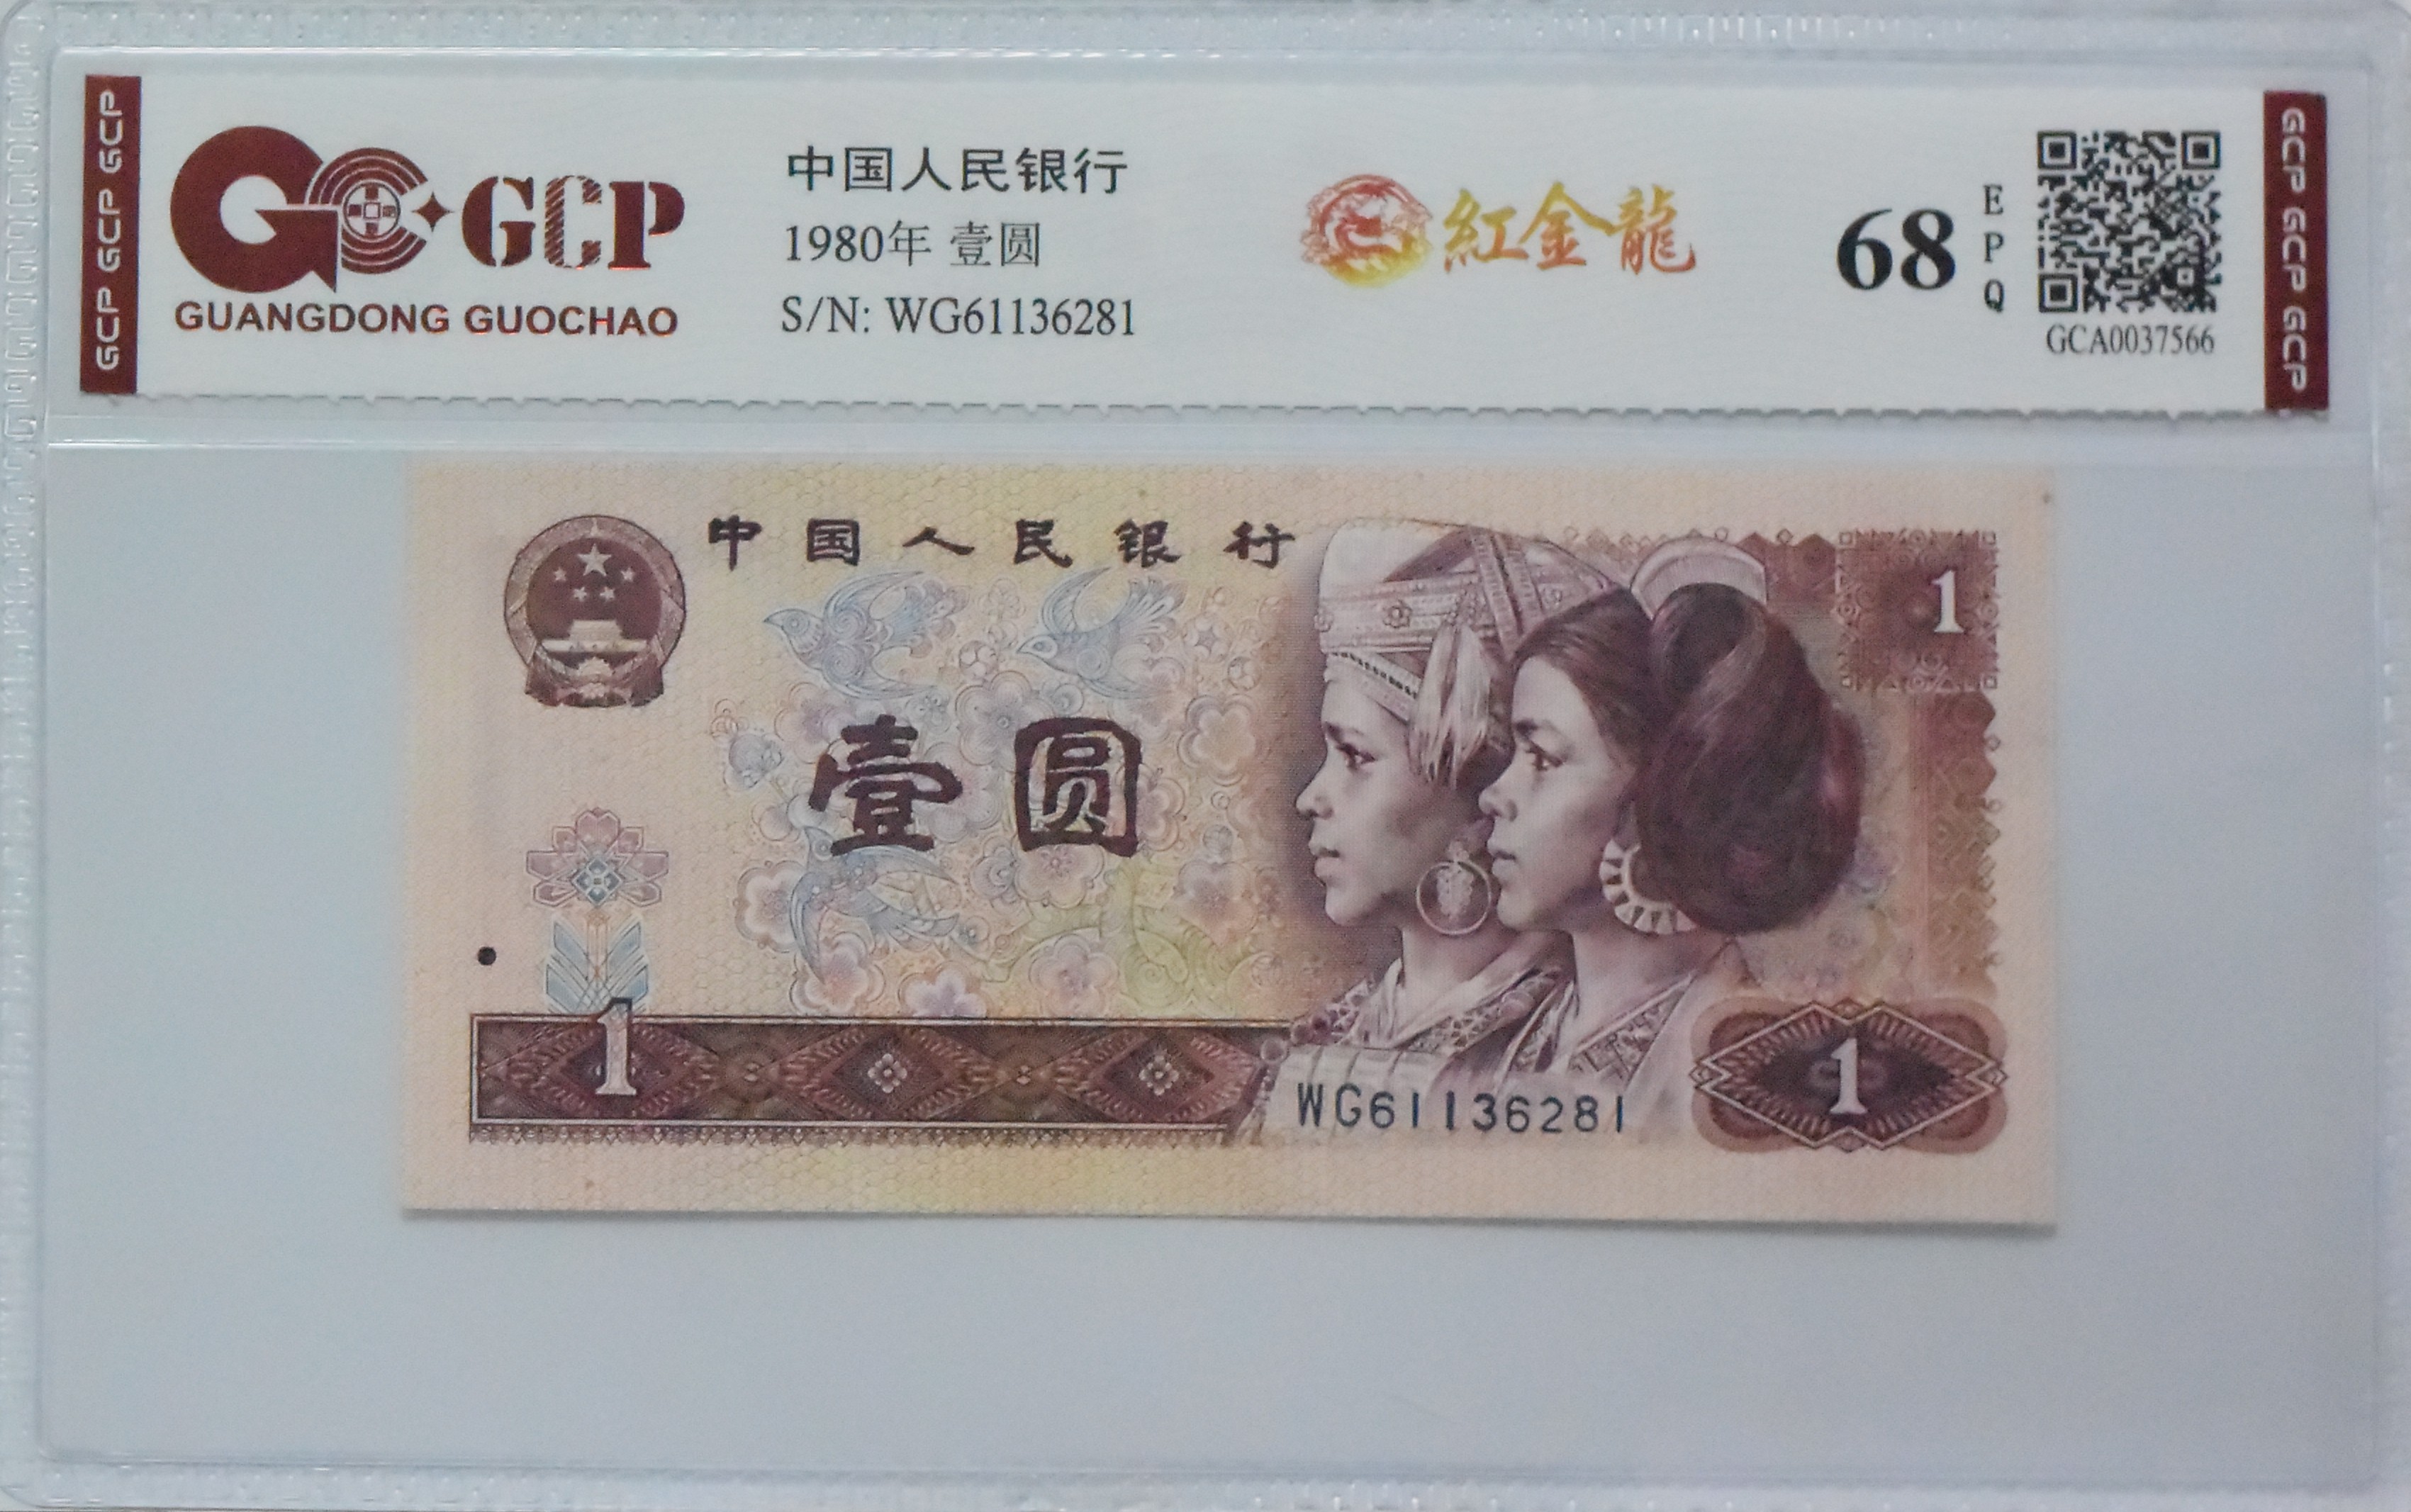 GCP GCP GCP
GCP
GUANGDONG GUOCHAO
中国人民银行
1980年 壹圆
S/N: WG61136281
紅金龍
68
EPQ
GCA0037566
GCP GCP GCP
中国人民银行
1
壹圆
1
WG61136281
1